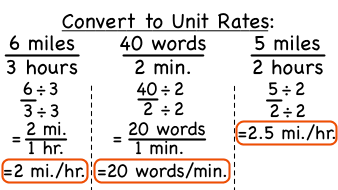 Convert to Unit Rates:
6 miles
3 hours
6 ÷ 3
3 ÷ 3
= 2 mi.
1 hr.
=2 mi./hr.
40 words
2 min.
40 ÷ 2
2 ÷ 2
= 20 words
1 min.
=20 words/min.
5 miles
2 hours
5 ÷ 2
2 ÷ 2
=2.5 mi./hr.